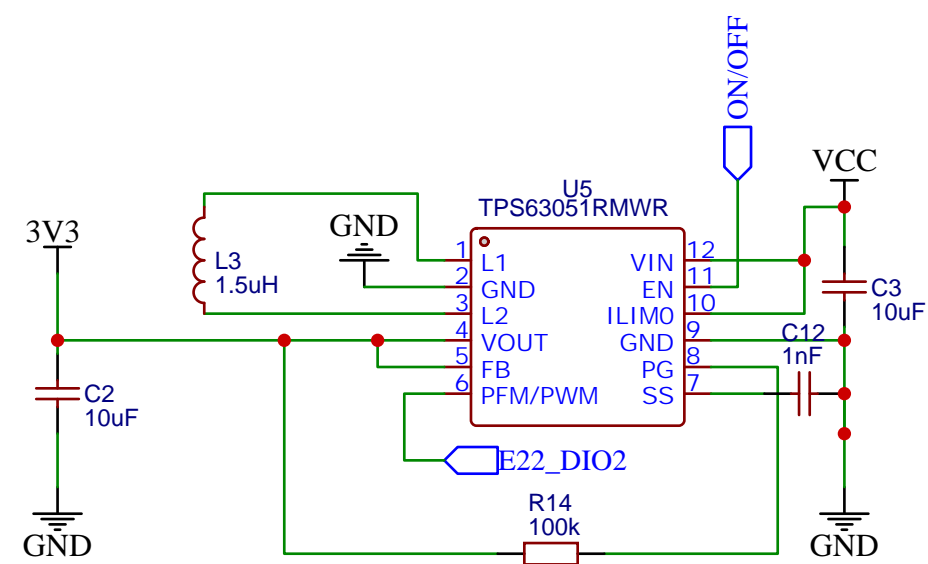 ON/OFF
VCC
U5
TPS63051RMWR
GND
3V3
L3
1.5uH
1
L1
12
VIN
2
GND
11
EN
3
L2
10
ILIM0
4
VOUT
9
GND
5
FB
8
PG
6
PFM/PWM
7
SS
C3
10uF
C12
1nF
C2
10uF
E22_DIO2
R14
100k
GND
GND